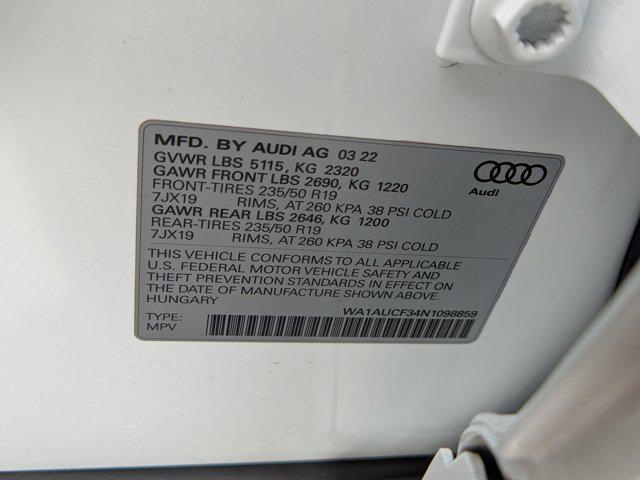 MFD. BY AUDI AG 03 22
GVWR LBS 5115, KG 2320
GAWR FRONT LBS 2690, KG 1220
FRONT-TIRES 235/50 R19
7JX19 RIMS, AT 260 KPA 38 PSI COLD
GAWR REAR LBS 2646, KG 1200
REAR-TIRES 235/50 R19
7JX19 RIMS, AT 260 KPA 38 PSI COLD
Audi
THIS VEHICLE CONFORMS TO ALL APPLICABLE
U.S. FEDERAL MOTOR VEHICLE SAFETY AND
THEFT PREVENTION STANDARDS IN EFFECT ON
THE DATE OF MANUFACTURE SHOWN ABOVE.
HUNGARY
WA1AUCF34N1098859
TYPE:
MPV